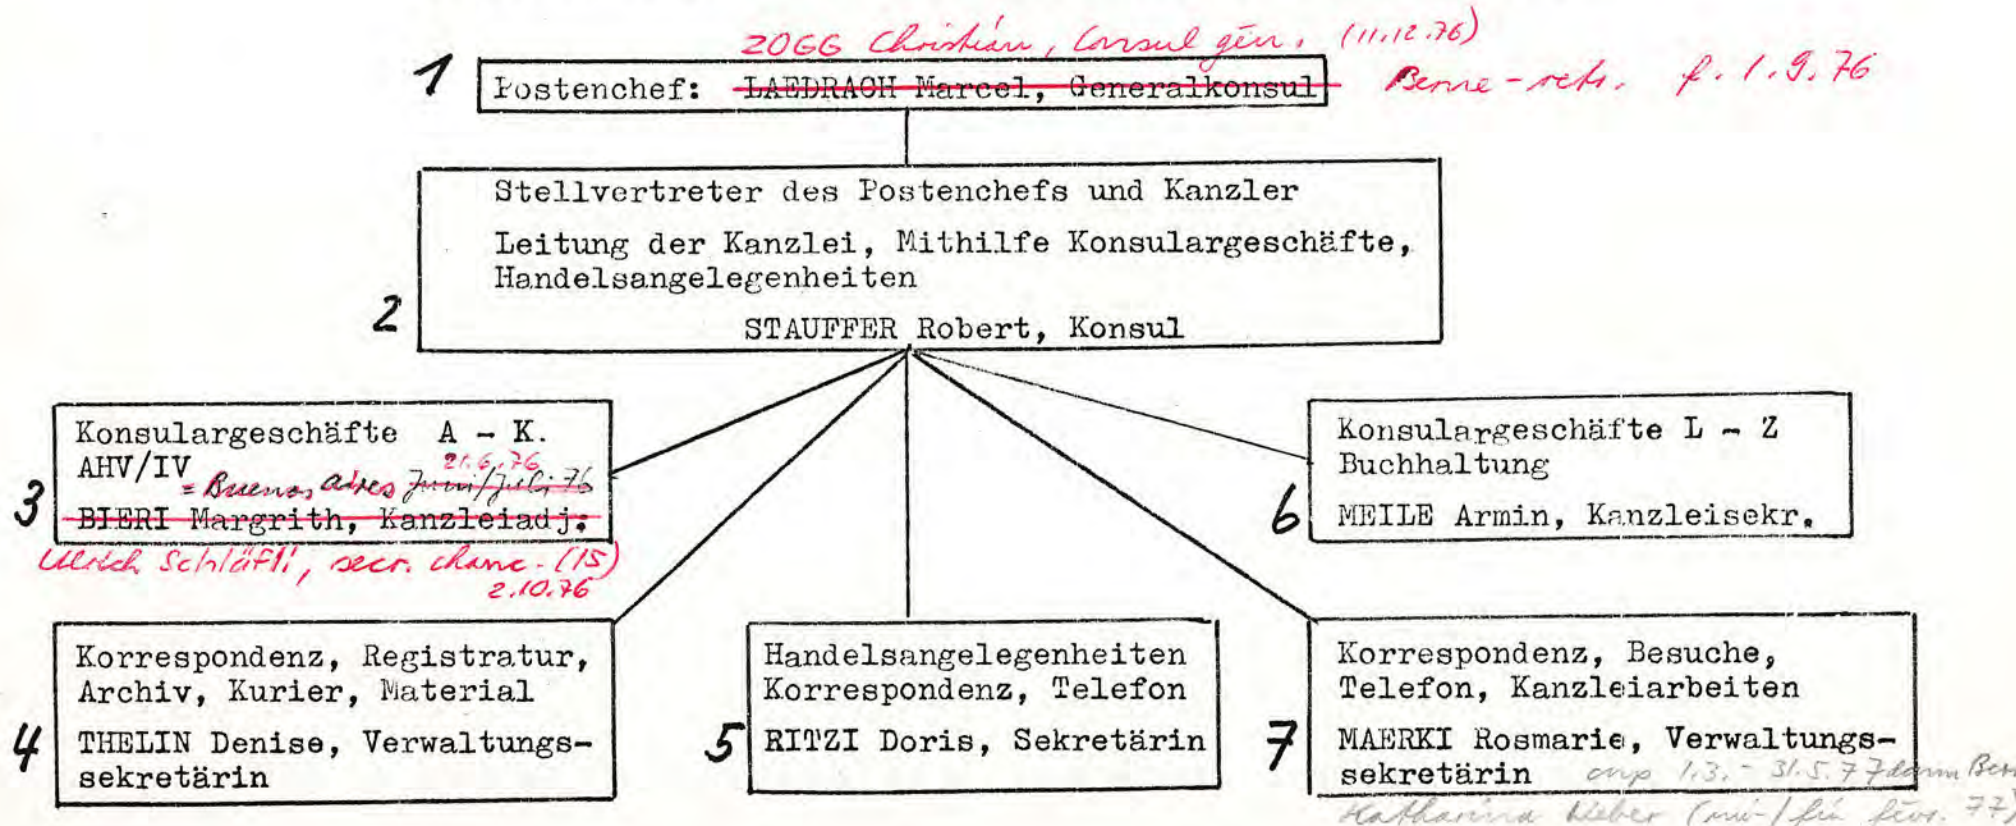 ZOGG Christian, Consul gén. (11.12.76)
1
Postenchef: LAEDRACH Marcel, Generalkonsul
Berne - retr. p. 1.9.76
Stellvertreter des Postenchefs und Kanzler
Leitung der Kanzlei, Mithilfe Konsulargeschäfte,
Handelsangelegenheiten
2
STAUFFER Robert, Konsul
Konsulargeschäfte A - K.
AHV/IV
21.6.76
= Buenos Aires Juni/Juli 76
3
BIERI Margrith, Kanzleiadj.
Ulrich Schläfli, secr. chanc. (15)
2.10.76
Konsulargeschäfte L - Z
Buchhaltung
6
MEILE Armin, Kanzleisekr.
Korrespondenz, Registratur,
Archiv, Kurier, Material
4
THELIN Denise, Verwaltungs-
sekretärin
Handelsangelegenheiten
Korrespondenz, Telefon
5
RITZI Doris, Sekretärin
Korrespondenz, Besuche,
Telefon, Kanzleiarbeiten
7
MAERKI Rosmarie, Verwaltungs-
sekretärin
1.3. - 31.5.77 dann Bern
Katharina 77)